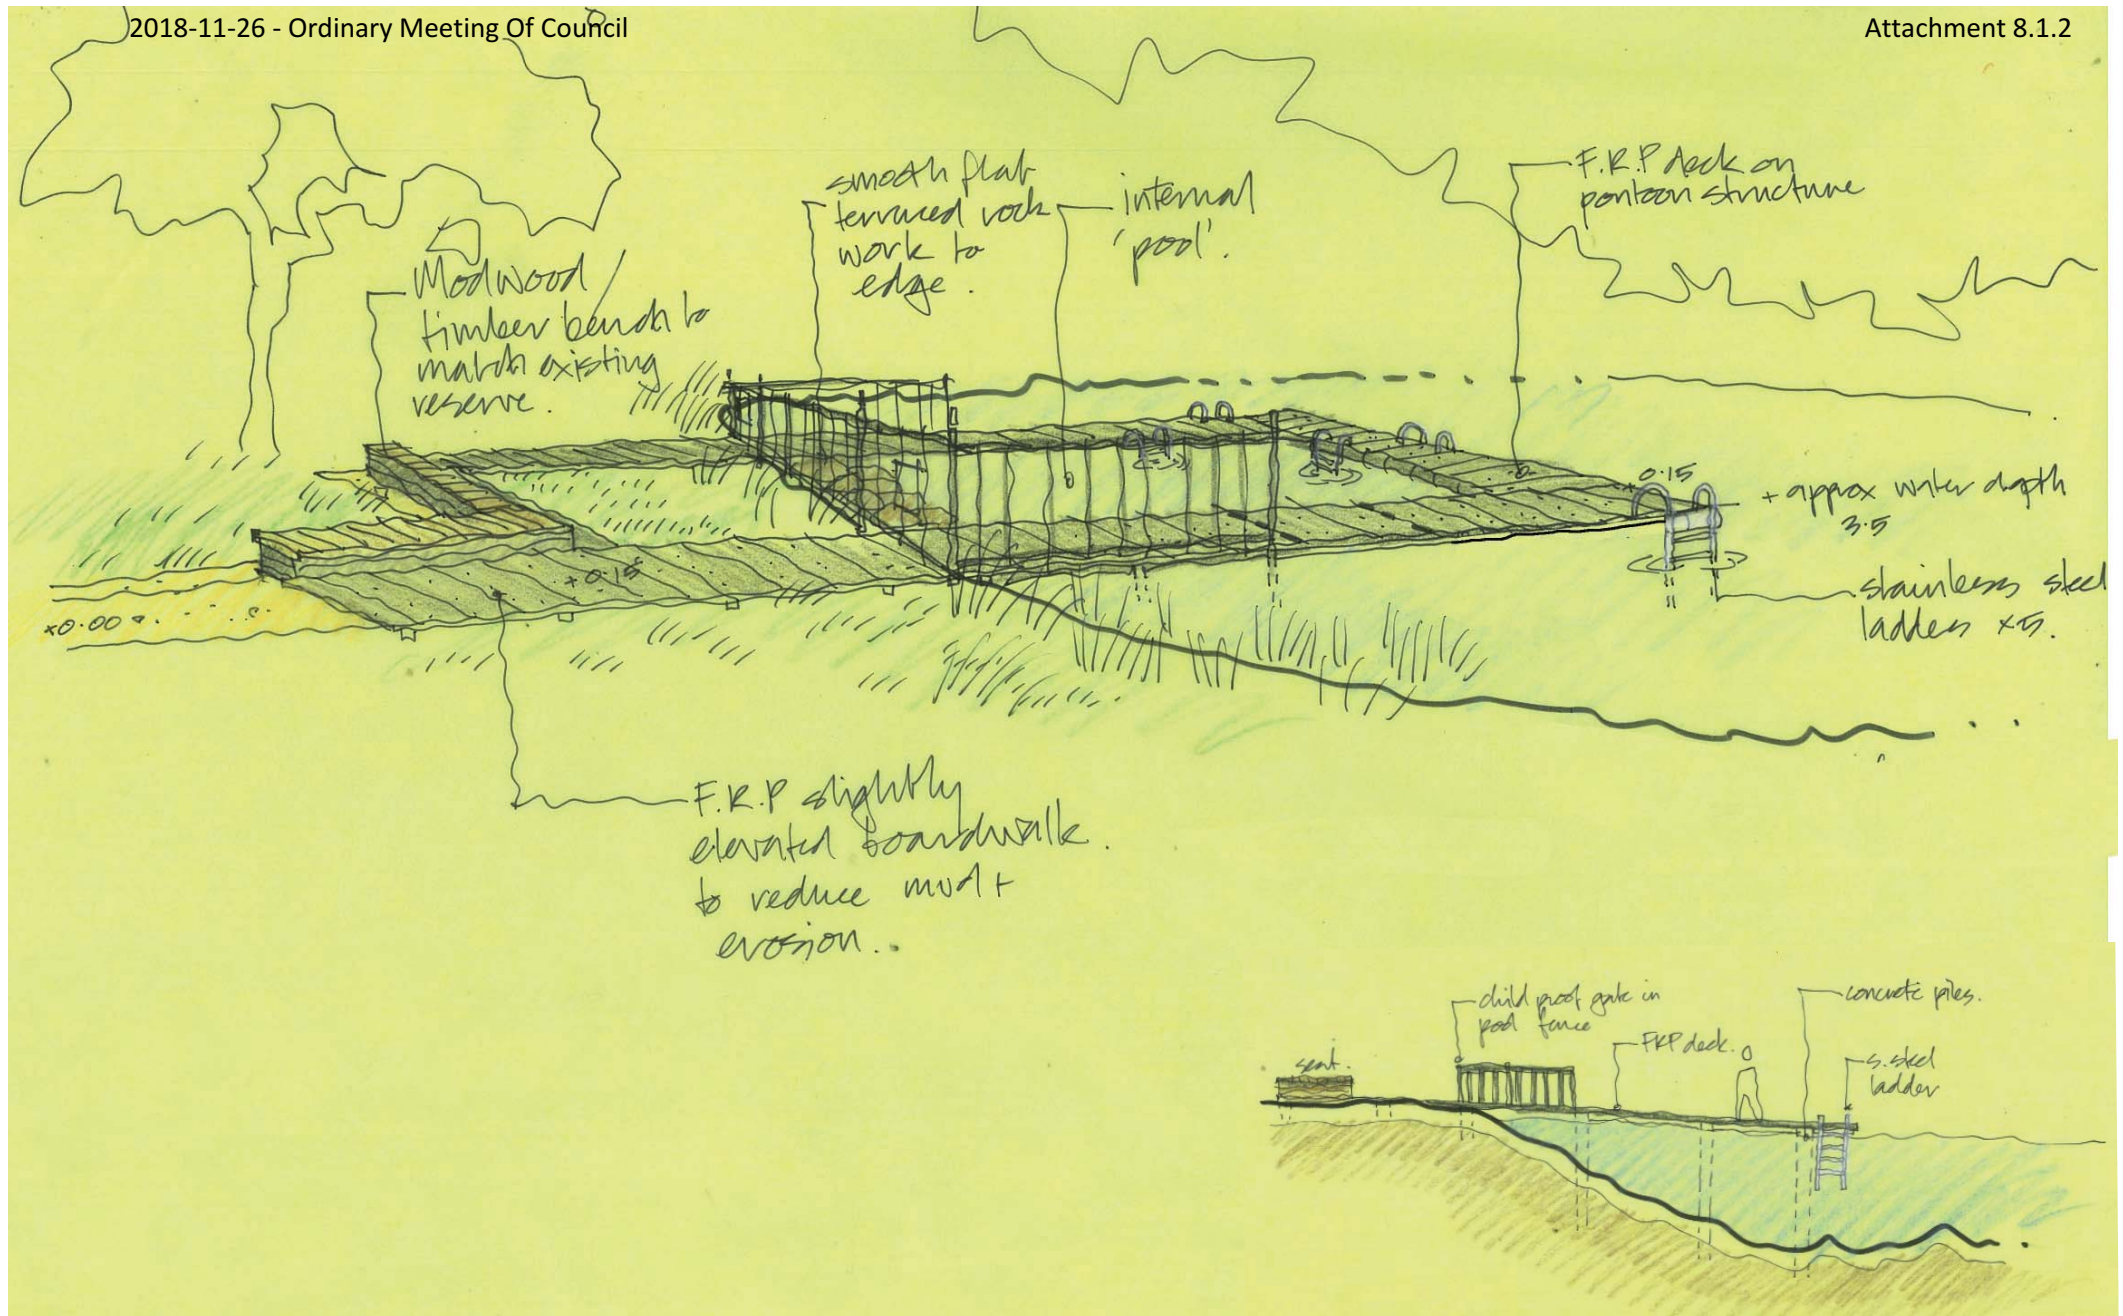 2018-11-26 - Ordinary Meeting Of Council
Attachment 8.1.2
smooth flat
terraced rock
work to
edge.
internal
'pool'.
F.R.P deck on
pontoon structure
Modwood /
timber bench to
match existing
reserve.
+0.15
+ approx water depth
3.5
stainless steel
ladders x5.
+0.15
x0.00
F.R.P slightly
elevated boardwalk.
to reduce mud +
erosion..
child proof gate in
pool fence
concrete piles.
FRP deck.
seat.
s.steel
ladder